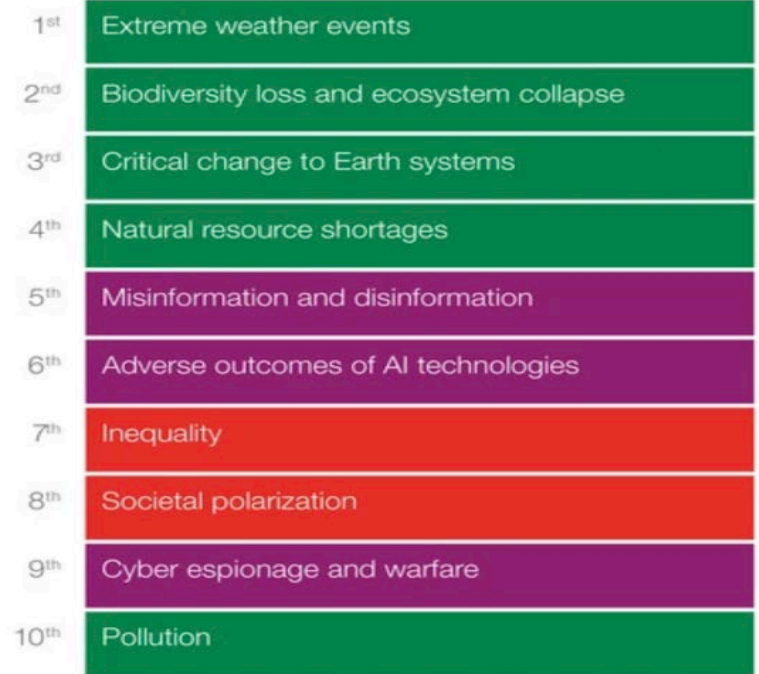 1st Extreme weather events
2nd Biodiversity loss and ecosystem collapse
3rd Critical change to Earth systems
4th Natural resource shortages
5th Misinformation and disinformation
6th Adverse outcomes of AI technologies
7th Inequality
8th Societal polarization
9th Cyber espionage and warfare
10th Pollution